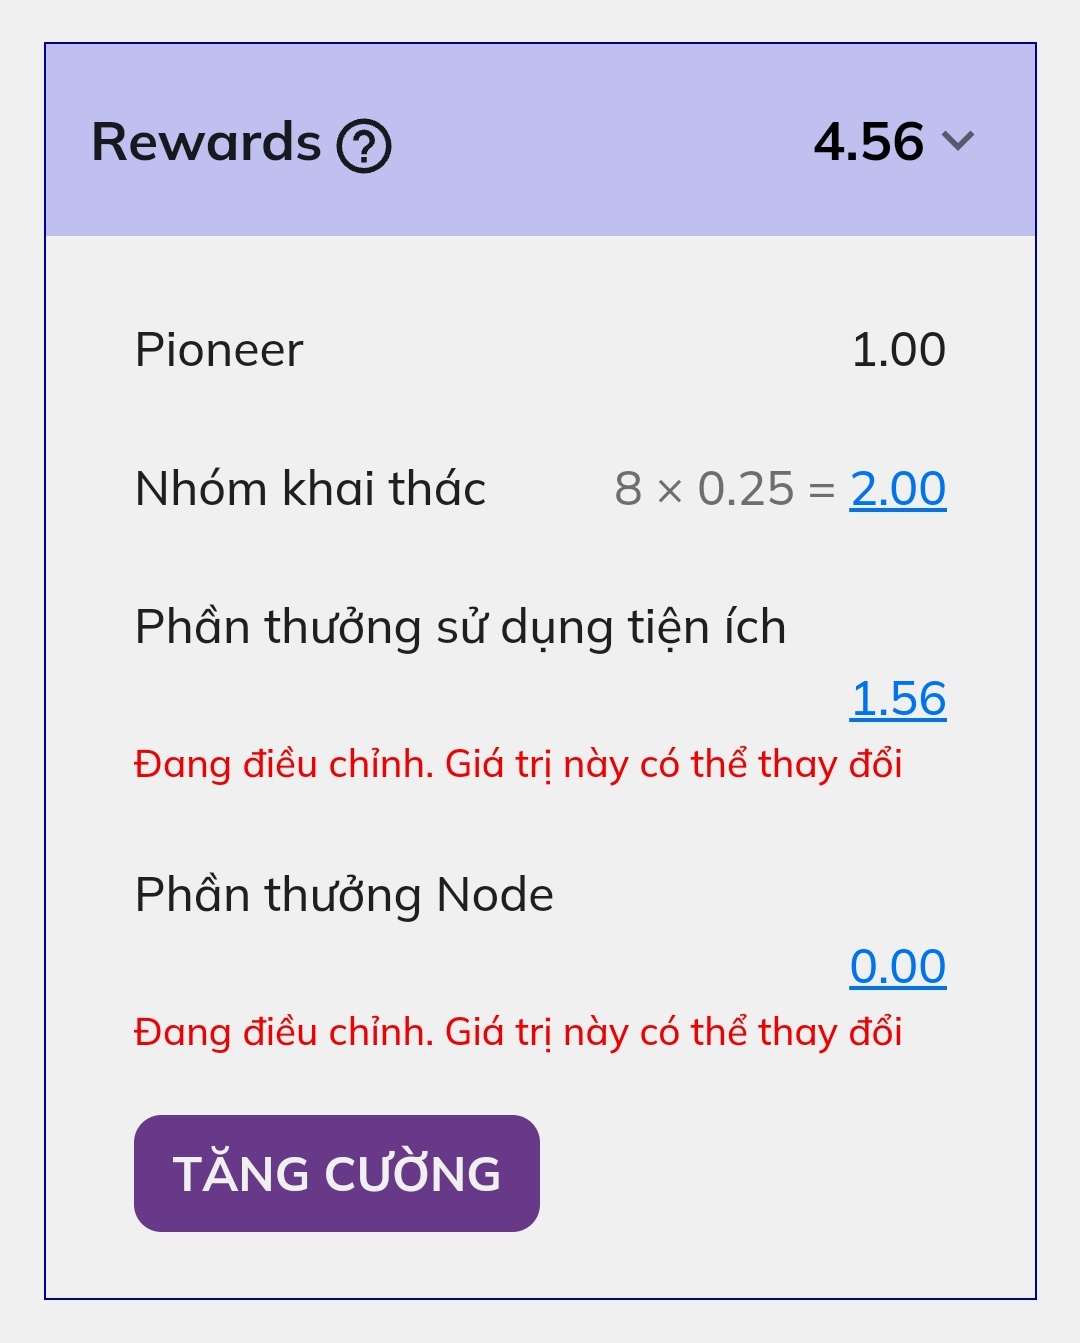 Rewards ? 4.56
Pioneer 1.00
Nhóm khai thác 8 × 0.25 = 2.00
Phần thưởng sử dụng tiện ích
1.56
Đang điều chỉnh. Giá trị này có thể thay đổi
Phần thưởng Node
0.00
Đang điều chỉnh. Giá trị này có thể thay đổi
TĂNG CƯỜNG